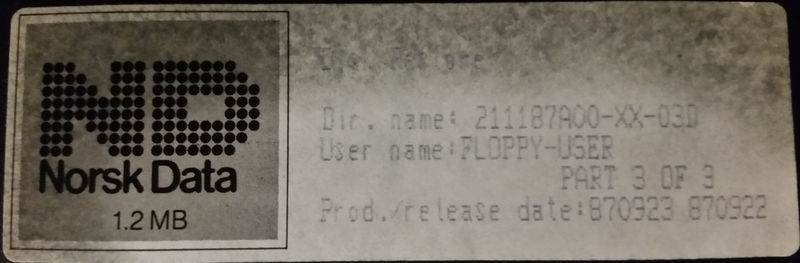 ND
Norsk Data
1.2 MB
Dir. name: 211187A00-XX-03D
User name:FLOPPY-USER
PART 3 OF 3
Prod./release date:870923 870922